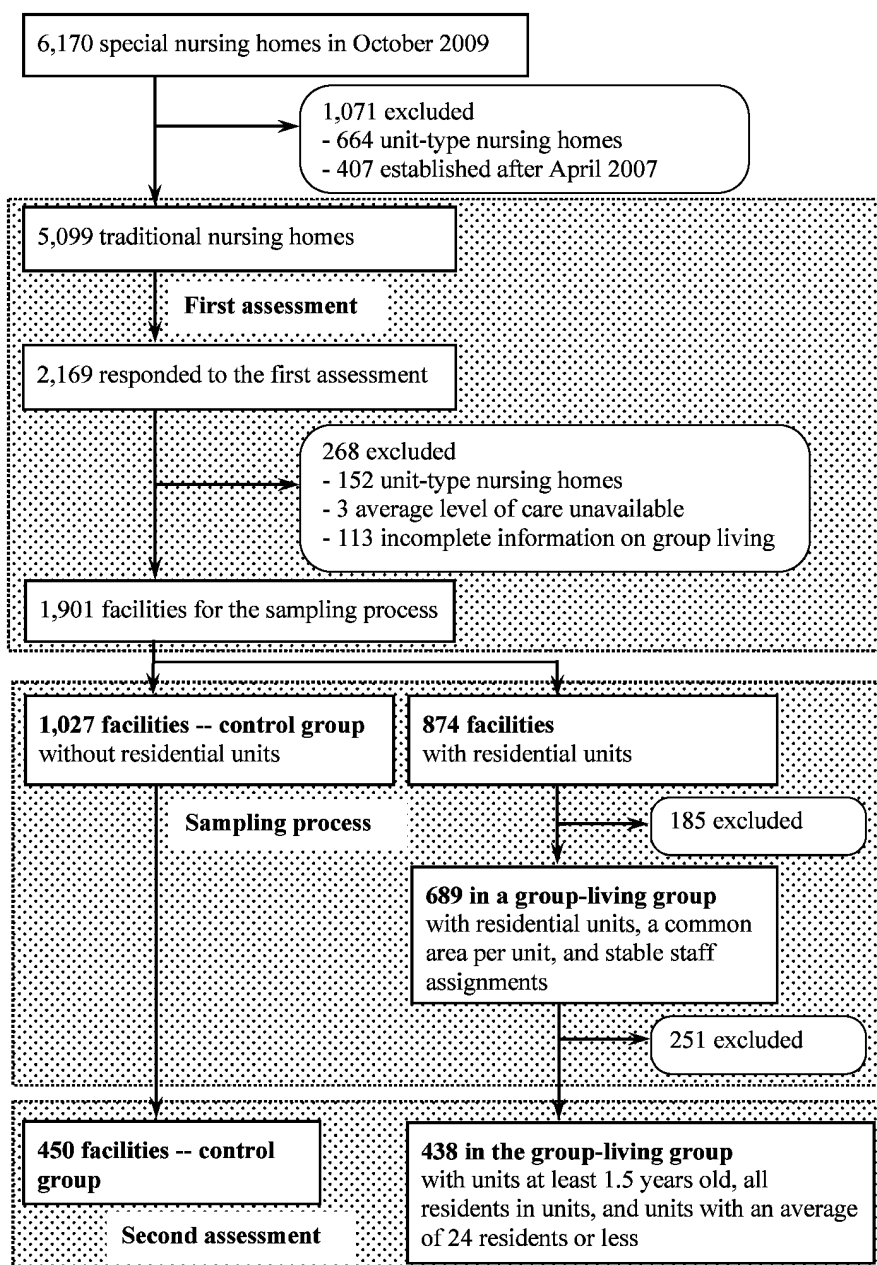 6,170 special nursing homes in October 2009
1,071 excluded
- 664 unit-type nursing homes
- 407 established after April 2007
5,099 traditional nursing homes
First assessment
2,169 responded to the first assessment
268 excluded
- 152 unit-type nursing homes
- 3 average level of care unavailable
- 113 incomplete information on group living
1,901 facilities for the sampling process
1,027 facilities -- control group
without residential units
874 facilities
with residential units
Sampling process
185 excluded
689 in a group-living group
with residential units, a common
area per unit, and stable staff
assignments
251 excluded
450 facilities -- control
group
438 in the group-living group
with units at least 1.5 years old, all
residents in units, and units with an average
of 24 residents or less
Second assessment